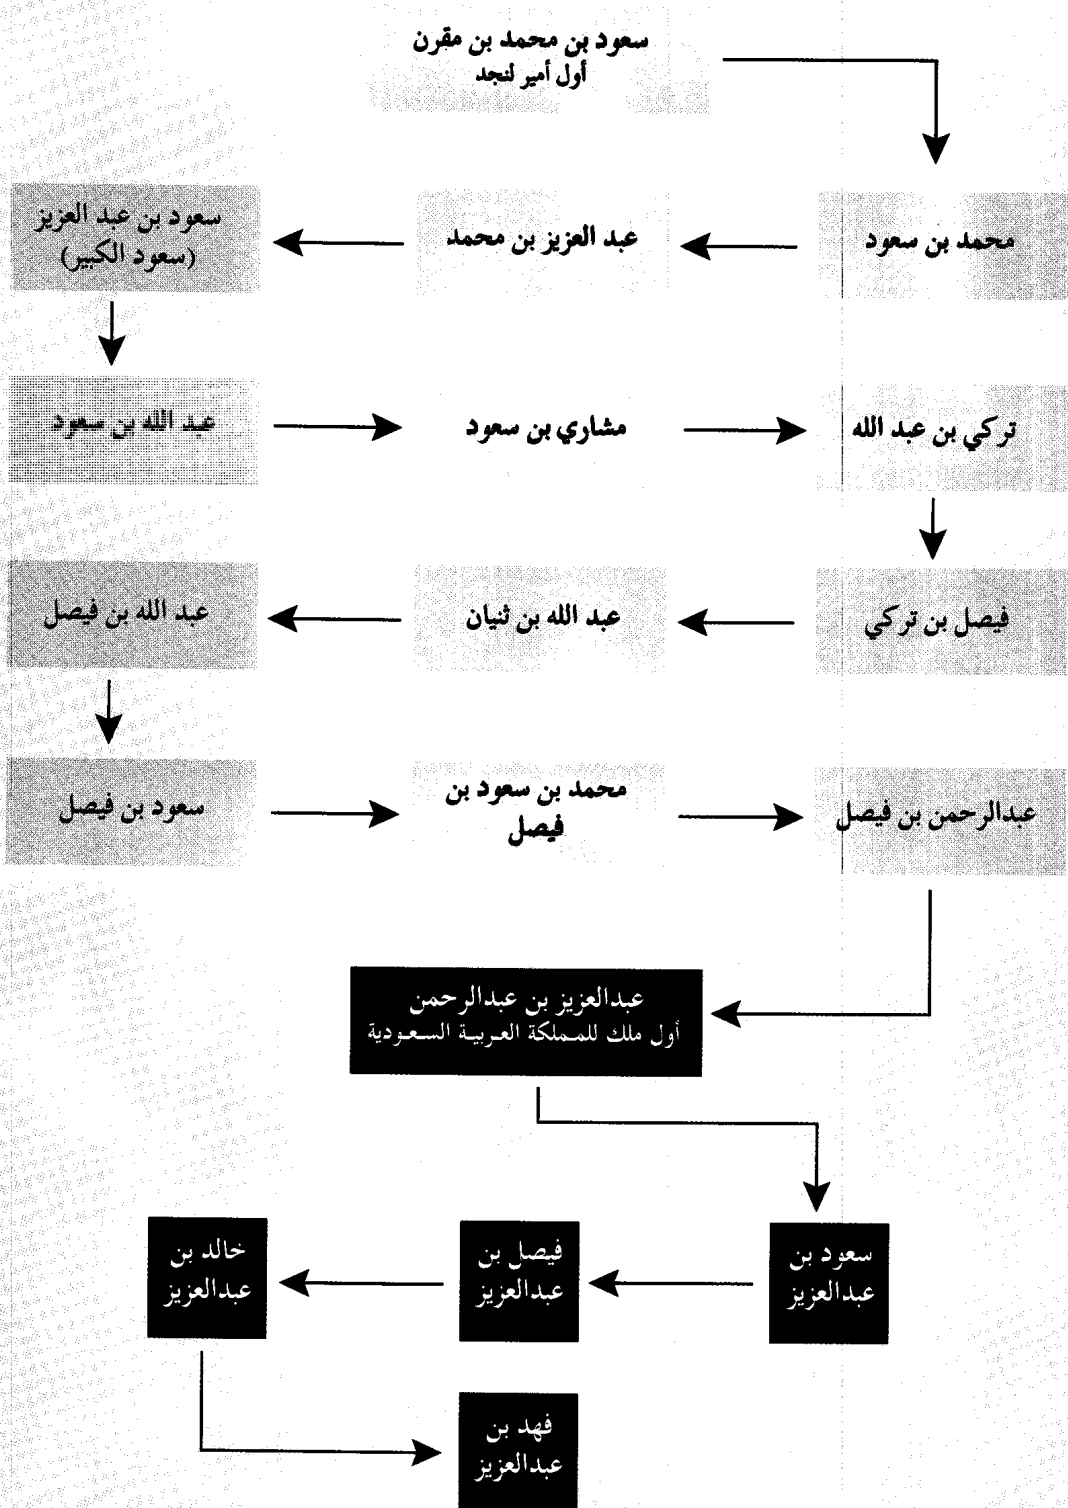 سعود بن محمد بن مقرن
أول أمير لنجد
محمد بن سعود
عبد العزيز بن محمد
سعود بن عبد العزيز
(سعود الكبير)
عبد الله بن سعود
مشاري بن سعود
تركي بن عبد الله
فيصل بن تركي
عبد الله بن ثنيان
عبد الله بن فيصل
سعود بن فيصل
محمد بن سعود بن
فيصل
عبدالرحمن بن فيصل
عبدالعزيز بن عبدالرحمن
أول ملك للمملكة العربية السعودية
سعود بن
عبدالعزيز
فيصل بن
عبدالعزيز
خالد بن
عبدالعزيز
فهد بن
عبدالعزيز